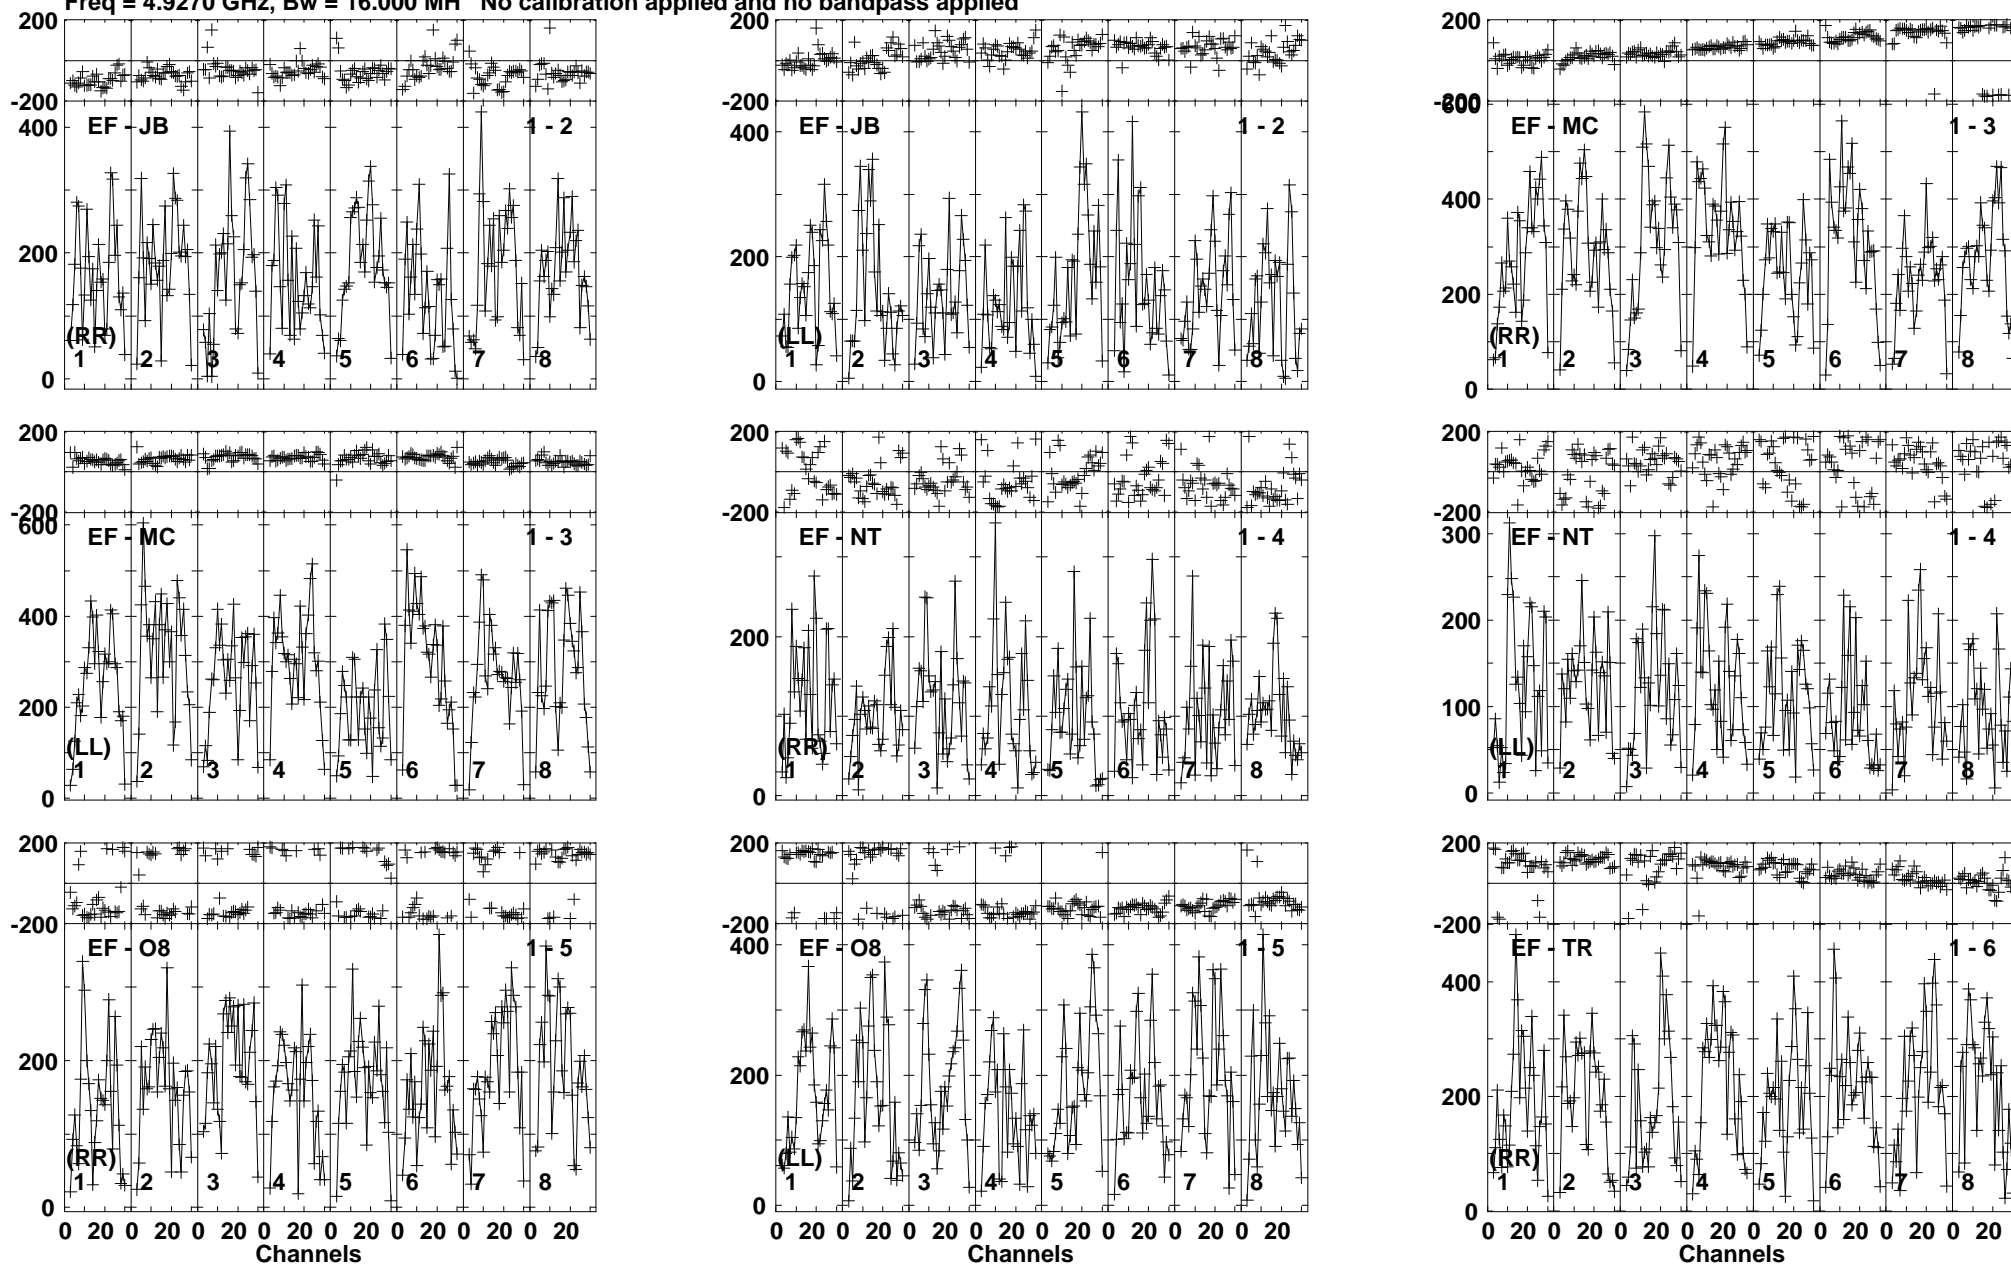 Freq = 4.9270 GHz, Bw = 16.000 MH No calibration applied and no bandpass applied
200 200 200
-200 -200 -200
600
EF - JB 1 - 2 EF - JB 1 - 2 EF - MC 1 - 3
400 400 400
200 200 200
(RR) (LL) (RR)
1 2 3 4 5 6 7 8 1 2 3 4 5 6 7 8 1 2 3 4 5 6 7 8
0 0 0
200 200 200
-200 -200 -200
600 300
EF - MC 1 - 3 EF - NT 1 - 4 EF - NT 1 - 4
400 200 200
200 100
(LL) (RR) (LL)
1 2 3 4 5 6 7 8 1 2 3 4 5 6 7 8 1 2 3 4 5 6 7 8
0 0 0
200 200 200
-200 -200 -200
EF - O8 1 - 5 EF - O8 1 - 5 EF - TR 1 - 6
400 400
200 200 200
(RR) (LL) (RR)
1 2 3 4 5 6 7 8 1 2 3 4 5 6 7 8 1 2 3 4 5 6 7 8
0 0 0
0 20 0 20 0 20 0 20 0 20 0 20 0 20 0 20 0 20 0 20 0 20 0 20 0 20 0 20 0 20 0 20 0 20 0 20 0 20 0 20 0 20 0 20 0 20 0 20
Channels Channels Channels